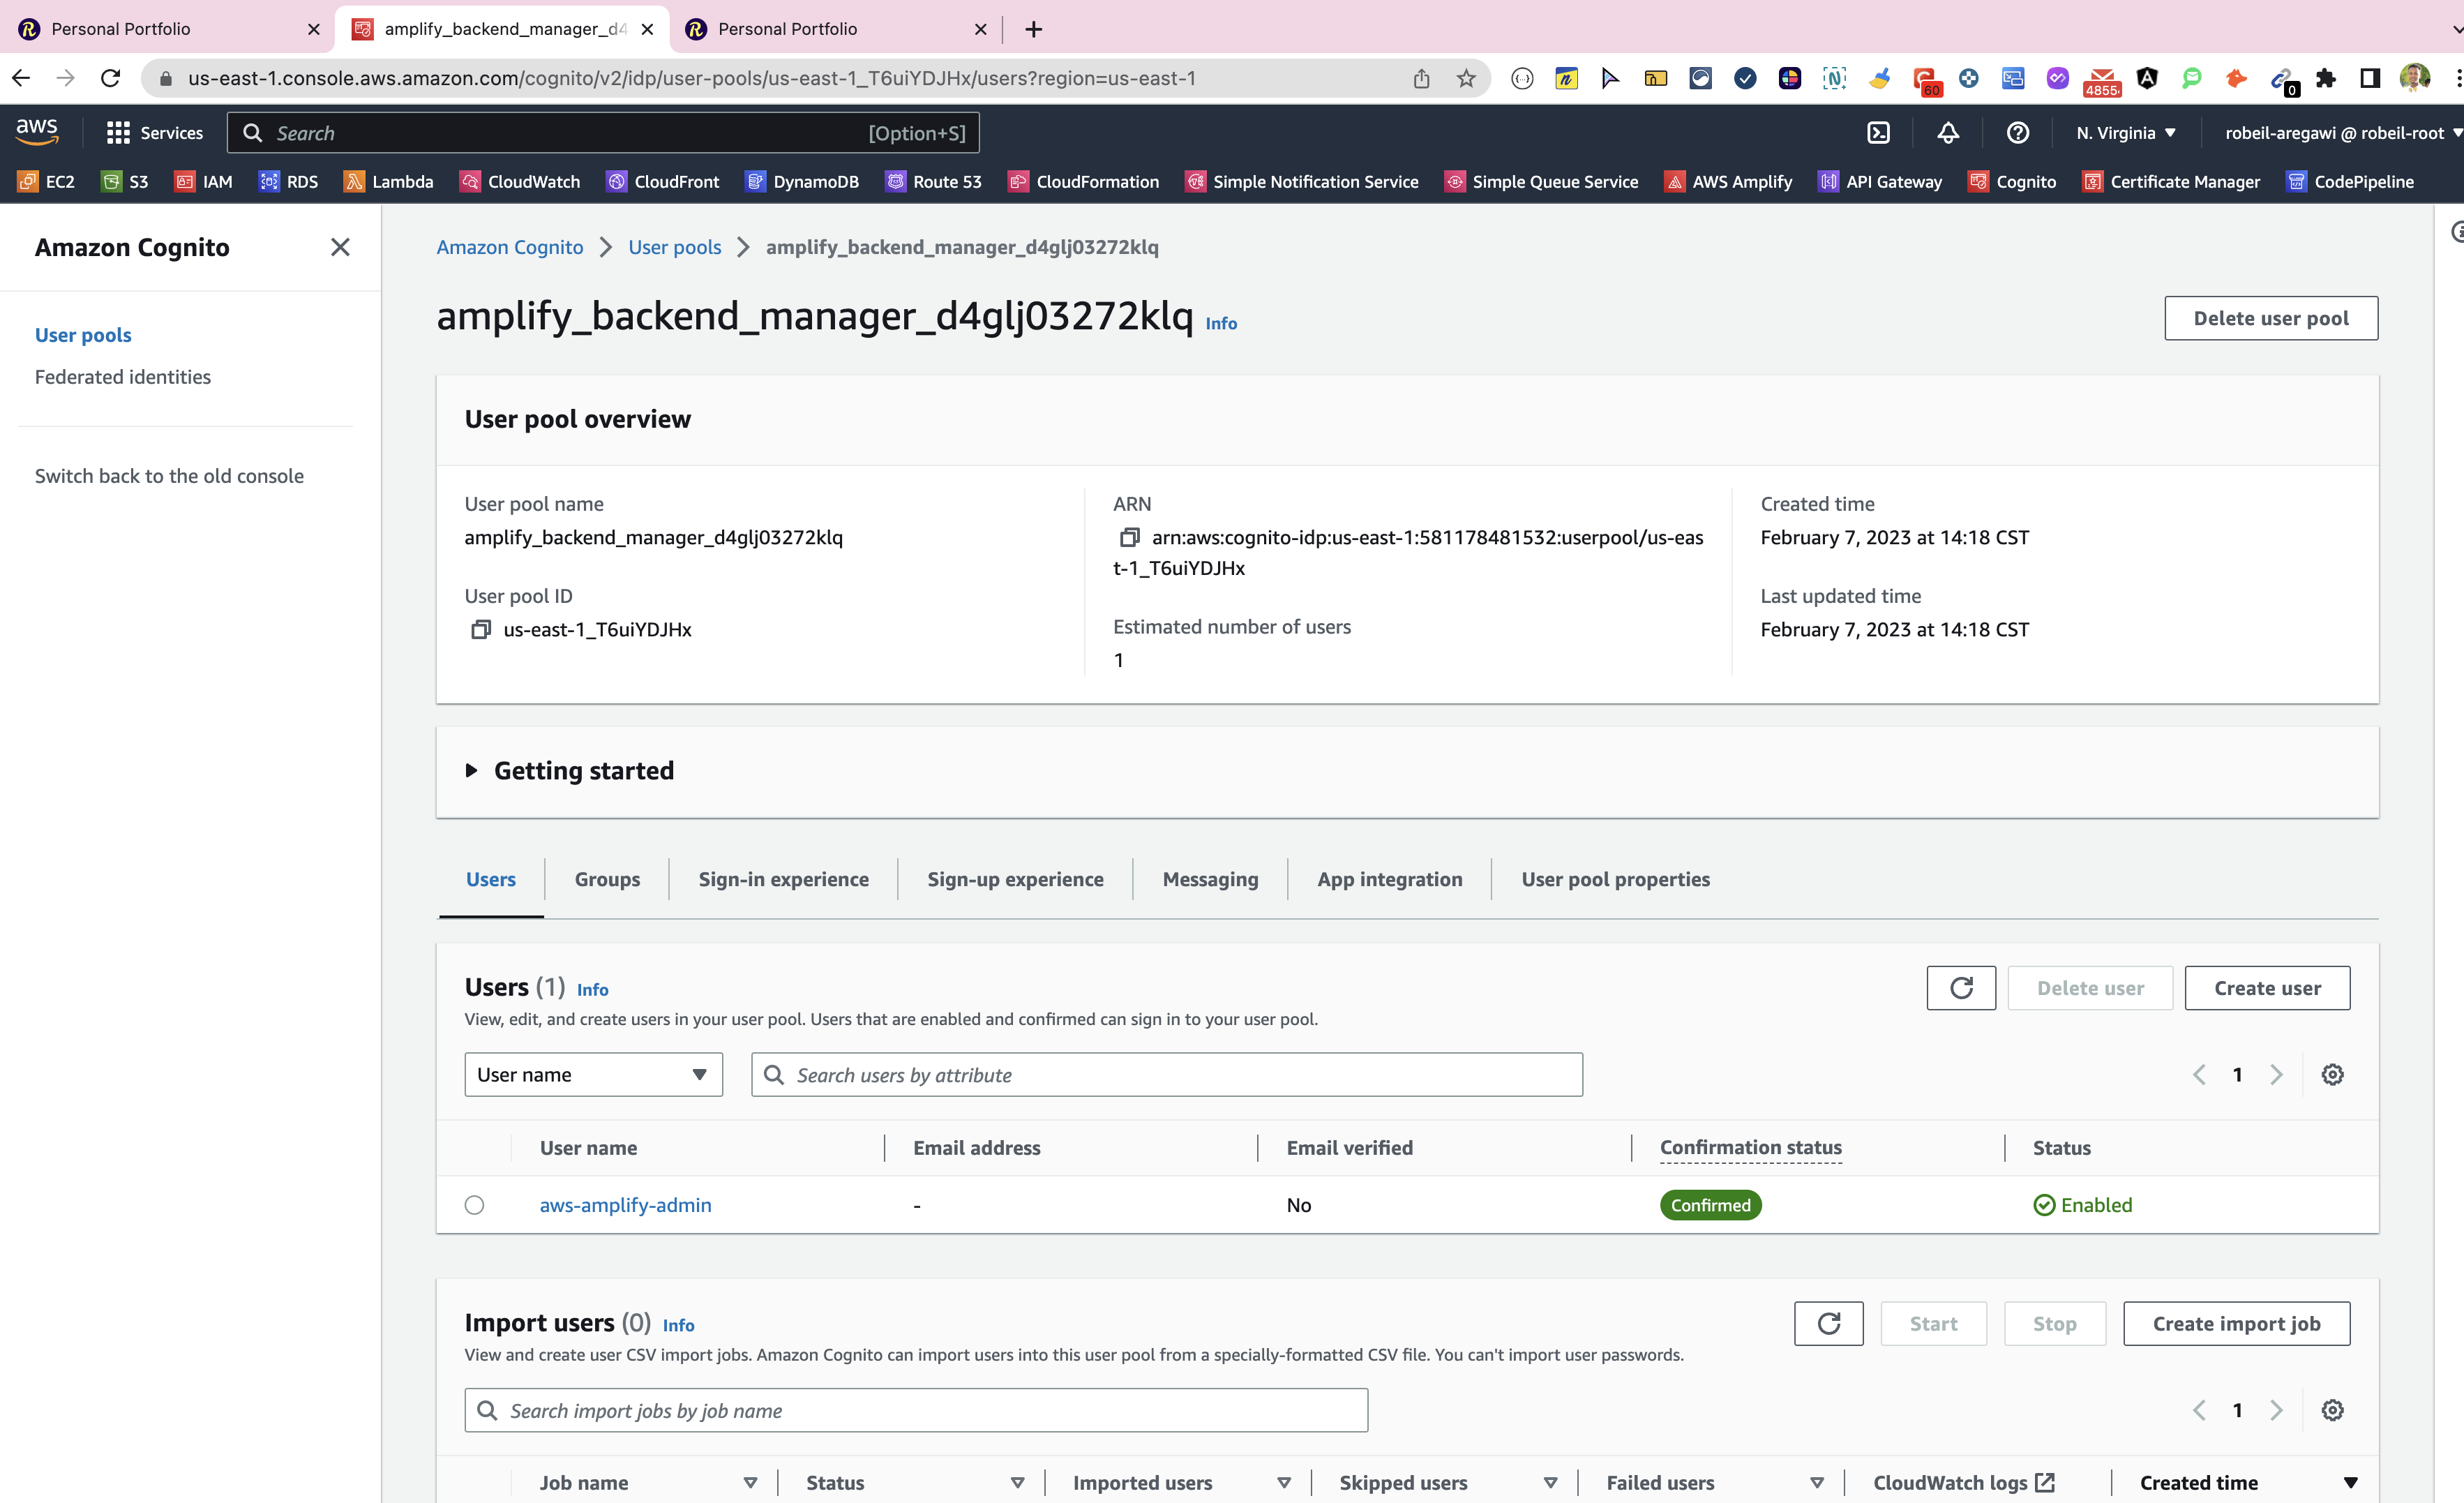 Personal Portfolio
amplify_backend_manager_d4
Personal Portfolio
us-east-1.console.aws.amazon.com/cognito/v2/idp/user-pools/us-east-1_T6uiYDJHx/users?region=us-east-1
60
4855
0
aws
Services
Search
[Option+S]
N. Virginia
robeil-aregawi @ robeil-root
EC2
S3
IAM
RDS
Lambda
CloudWatch
CloudFront
DynamoDB
Route 53
CloudFormation
Simple Notification Service
Simple Queue Service
AWS Amplify
API Gateway
Cognito
Certificate Manager
CodePipeline
Amazon Cognito
User pools
Federated identities
Switch back to the old console
Amazon Cognito
User pools
amplify_backend_manager_d4glj03272klq
amplify_backend_manager_d4glj03272klq Info
Delete user pool
User pool overview
User pool name
amplify_backend_manager_d4glj03272klq
User pool ID
us-east-1_T6uiYDJHx
ARN
arn:aws:cognito-idp:us-east-1:581178481532:userpool/us-eas
t-1_T6uiYDJHx
Estimated number of users
1
Created time
February 7, 2023 at 14:18 CST
Last updated time
February 7, 2023 at 14:18 CST
Getting started
Users
Groups
Sign-in experience
Sign-up experience
Messaging
App integration
User pool properties
Users (1) Info
View, edit, and create users in your user pool. Users that are enabled and confirmed can sign in to your user pool.
Delete user
Create user
User name
Search users by attribute
1
User name
Email address
Email verified
Confirmation status
Status
aws-amplify-admin
-
No
Confirmed
Enabled
Import users (0) Info
View and create user CSV import jobs. Amazon Cognito can import users into this user pool from a specially-formatted CSV file. You can't import user passwords.
Start
Stop
Create import job
Search import jobs by job name
1
Job name
Status
Imported users
Skipped users
Failed users
CloudWatch logs
Created time